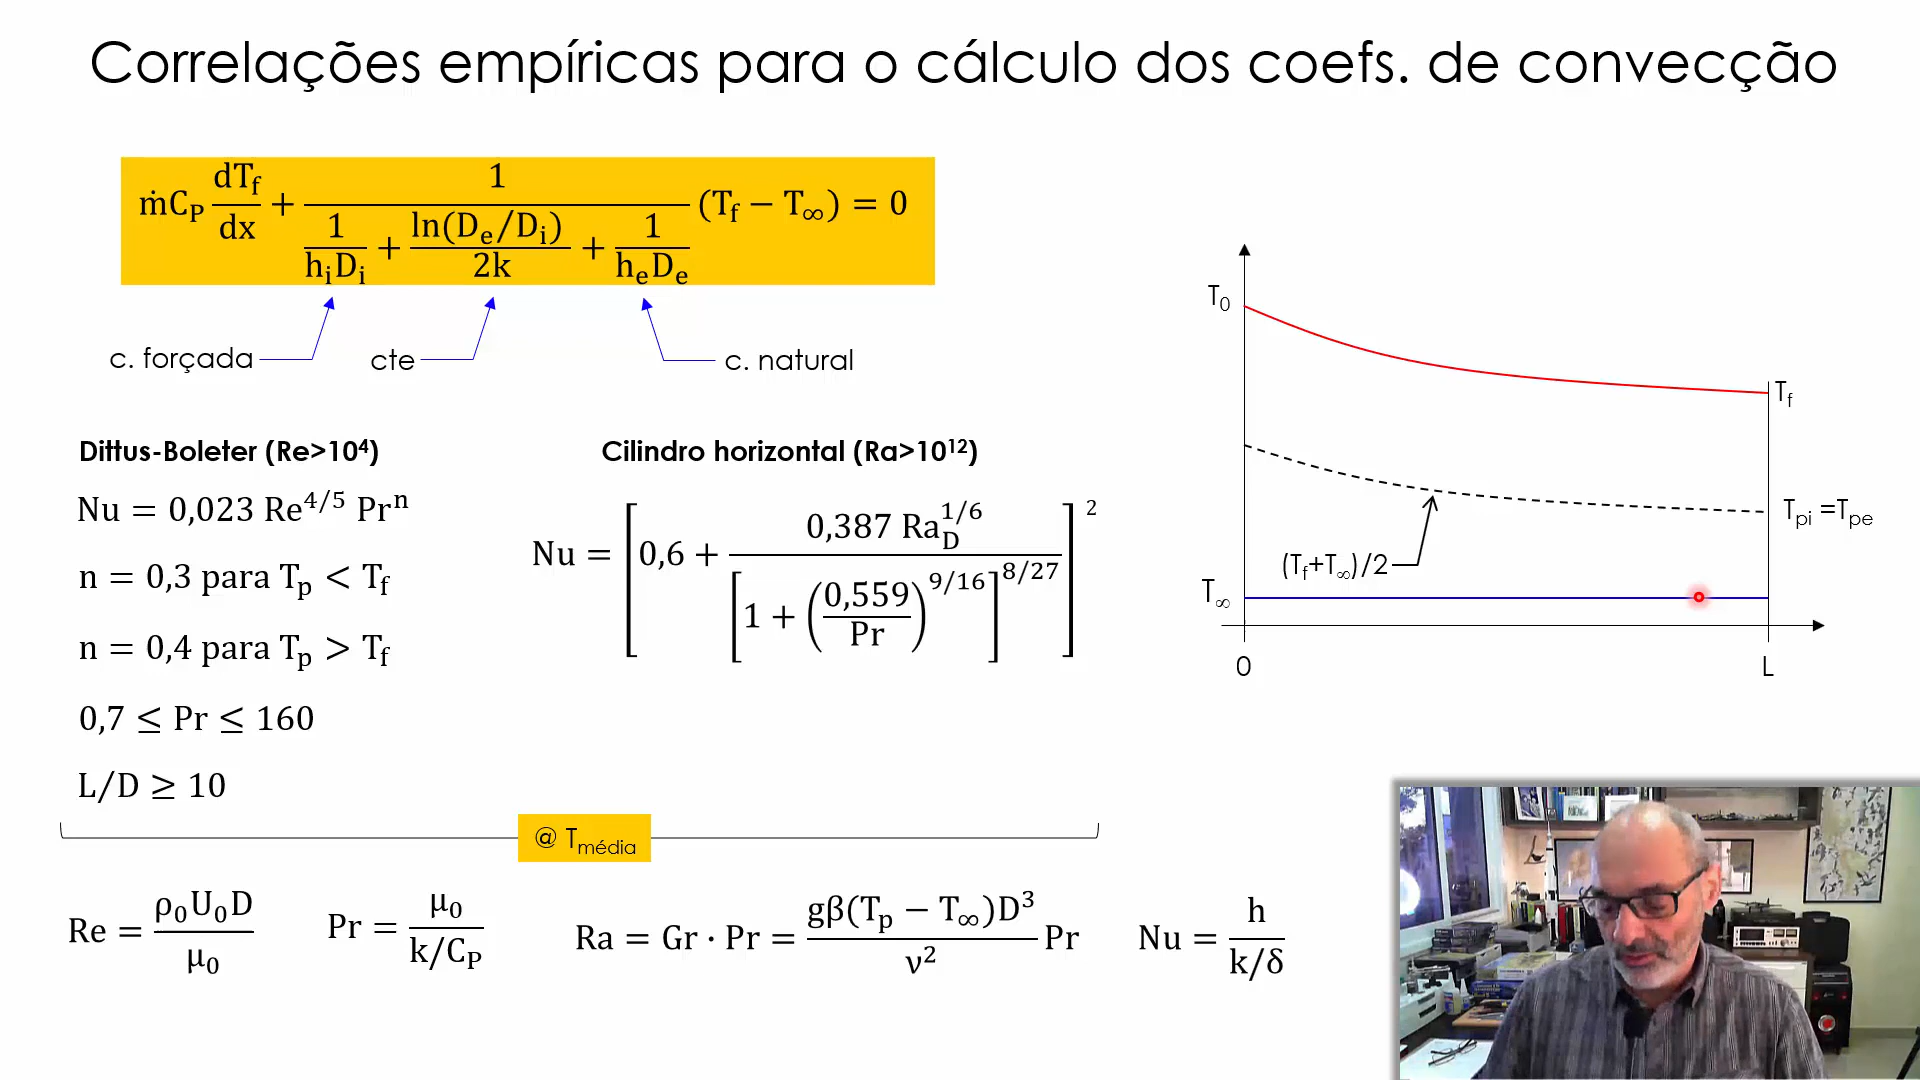 Correlações empíricas para o cálculo dos coefs. de convecção
ṁC_P dT_f/dx + 1/(1/(h_iD_i) + ln(D_e/D_i)/(2k) + 1/(h_eD_e)) (T_f − T_∞) = 0
c. forçada
cte
c. natural
Dittus-Boleter (Re>10⁴)
Nu = 0,023 Re^{4/5} Pr^n
n = 0,3 para T_p < T_f
n = 0,4 para T_p > T_f
0,7 ≤ Pr ≤ 160
L/D ≥ 10
Cilindro horizontal (Ra>10¹²)
Nu = [0,6 + 0,387 Ra_D^{1/6} / [1 + (0,559/Pr)^{9/16}]^{8/27}]²
T_0
T_f
T_pi =T_pe
(T_f+T_∞)/2
T_∞
0
L
@ T_média
Re = ρ_0U_0D/μ_0
Pr = μ_0/(k/C_P)
Ra = Gr · Pr = gβ(T_p − T_∞)D³/ν² Pr
Nu = h/(k/δ)